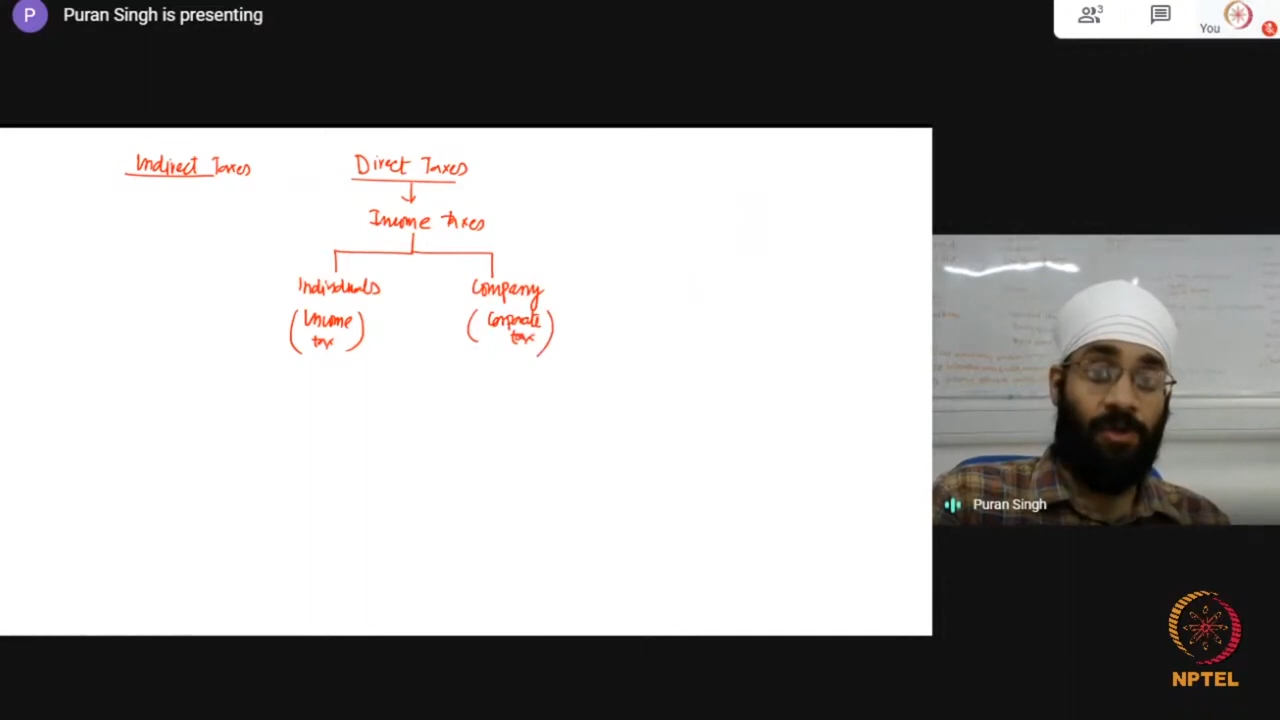 P Puran Singh is presenting
3
You
Indirect Taxes
Direct Taxes
Income taxes
Individuals
(Income tax)
Company
(Corporate tax)
Puran Singh
NPTEL